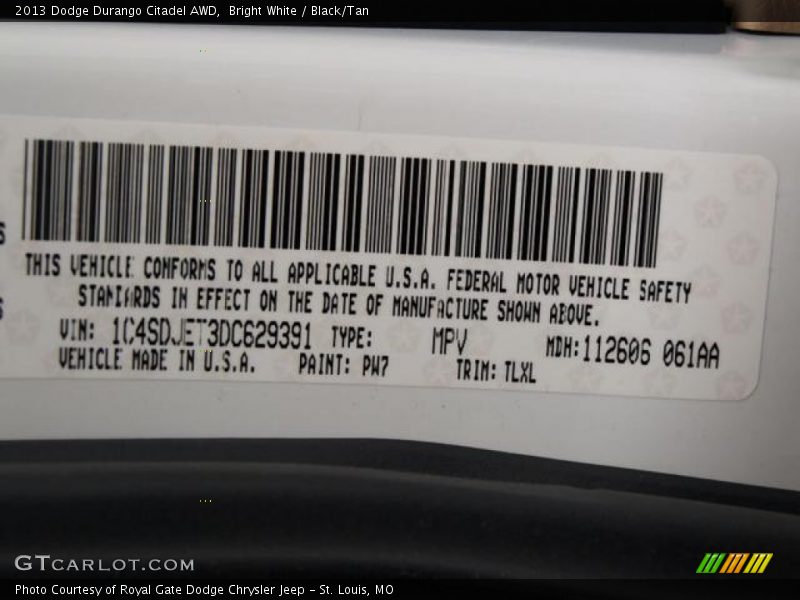 2013 Dodge Durango Citadel AWD,  Bright White / Black/Tan
THIS VEHICLE CONFORMS TO ALL APPLICABLE U.S.A. FEDERAL MOTOR VEHICLE SAFETY
STANDARDS IN EFFECT ON THE DATE OF MANUFACTURE SHOWN ABOVE.
VIN: 1C4SDJET3DC629391 TYPE: MPV MDH:112606 061AA
VEHICLE MADE IN U.S.A. PAINT: PW7 TRIM: TLXL
GTCARLOT.COM
Photo Courtesy of Royal Gate Dodge Chrysler Jeep - St. Louis, MO